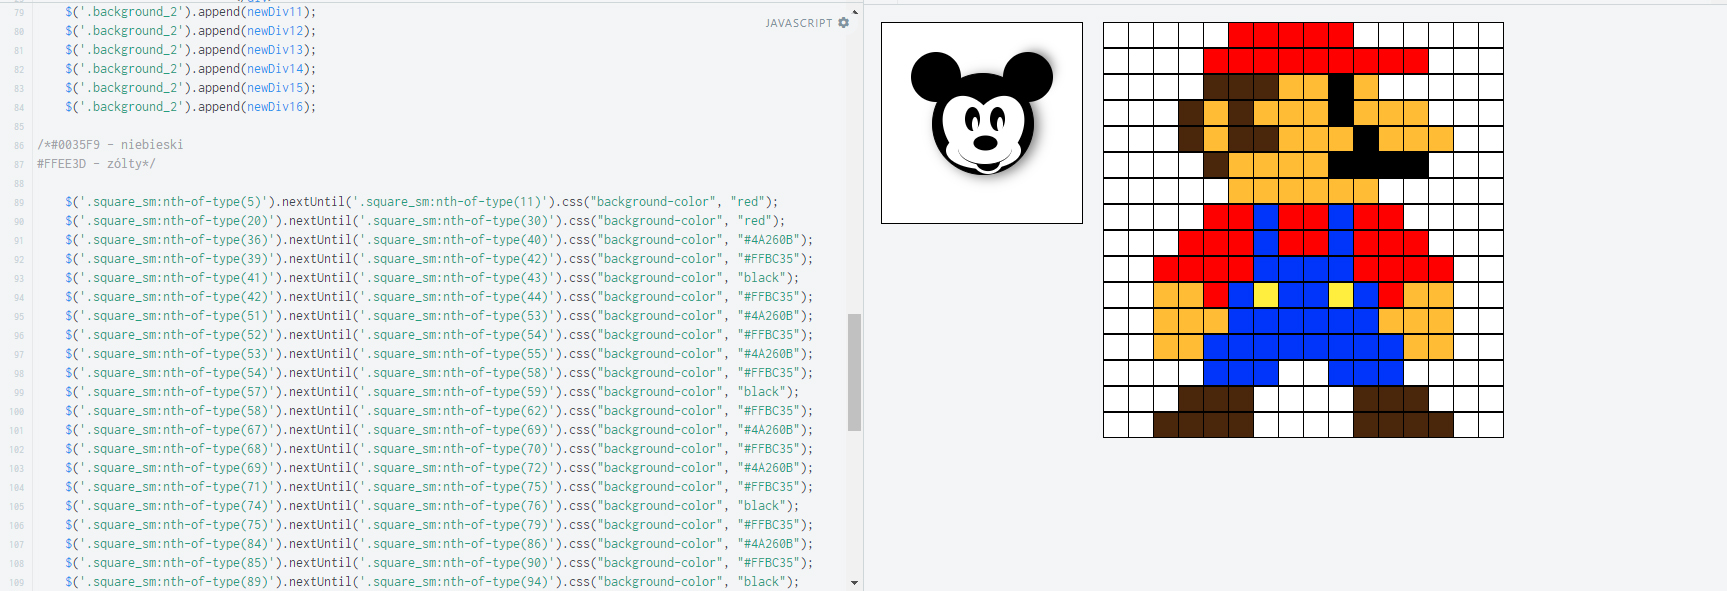 79 $('.background_2').append(newDiv11);
JAVASCRIPT
80 $('.background_2').append(newDiv12);
81 $('.background_2').append(newDiv13);
82 $('.background_2').append(newDiv14);
83 $('.background_2').append(newDiv15);
84 $('.background_2').append(newDiv16);
85
86 /*#0035F9 - niebieski
87 #FFEE3D - zólty*/
88
89 $('.square_sm:nth-of-type(5)').nextUntil('.square_sm:nth-of-type(11)').css("background-color", "red");
90 $('.square_sm:nth-of-type(20)').nextUntil('.square_sm:nth-of-type(30)').css("background-color", "red");
91 $('.square_sm:nth-of-type(36)').nextUntil('.square_sm:nth-of-type(40)').css("background-color", "#4A260B");
92 $('.square_sm:nth-of-type(39)').nextUntil('.square_sm:nth-of-type(42)').css("background-color", "#FFBC35");
93 $('.square_sm:nth-of-type(41)').nextUntil('.square_sm:nth-of-type(43)').css("background-color", "black");
94 $('.square_sm:nth-of-type(42)').nextUntil('.square_sm:nth-of-type(44)').css("background-color", "#FFBC35");
95 $('.square_sm:nth-of-type(51)').nextUntil('.square_sm:nth-of-type(53)').css("background-color", "#4A260B");
96 $('.square_sm:nth-of-type(52)').nextUntil('.square_sm:nth-of-type(54)').css("background-color", "#FFBC35");
97 $('.square_sm:nth-of-type(53)').nextUntil('.square_sm:nth-of-type(55)').css("background-color", "#4A260B");
98 $('.square_sm:nth-of-type(54)').nextUntil('.square_sm:nth-of-type(58)').css("background-color", "#FFBC35");
99 $('.square_sm:nth-of-type(57)').nextUntil('.square_sm:nth-of-type(59)').css("background-color", "black");
100 $('.square_sm:nth-of-type(58)').nextUntil('.square_sm:nth-of-type(62)').css("background-color", "#FFBC35");
101 $('.square_sm:nth-of-type(67)').nextUntil('.square_sm:nth-of-type(69)').css("background-color", "#4A260B");
102 $('.square_sm:nth-of-type(68)').nextUntil('.square_sm:nth-of-type(70)').css("background-color", "#FFBC35");
103 $('.square_sm:nth-of-type(69)').nextUntil('.square_sm:nth-of-type(72)').css("background-color", "#4A260B");
104 $('.square_sm:nth-of-type(71)').nextUntil('.square_sm:nth-of-type(75)').css("background-color", "#FFBC35");
105 $('.square_sm:nth-of-type(74)').nextUntil('.square_sm:nth-of-type(76)').css("background-color", "black");
106 $('.square_sm:nth-of-type(75)').nextUntil('.square_sm:nth-of-type(79)').css("background-color", "#FFBC35");
107 $('.square_sm:nth-of-type(84)').nextUntil('.square_sm:nth-of-type(86)').css("background-color", "#4A260B");
108 $('.square_sm:nth-of-type(85)').nextUntil('.square_sm:nth-of-type(90)').css("background-color", "#FFBC35");
109 $('.square_sm:nth-of-type(89)').nextUntil('.square_sm:nth-of-type(94)').css("background-color", "black");